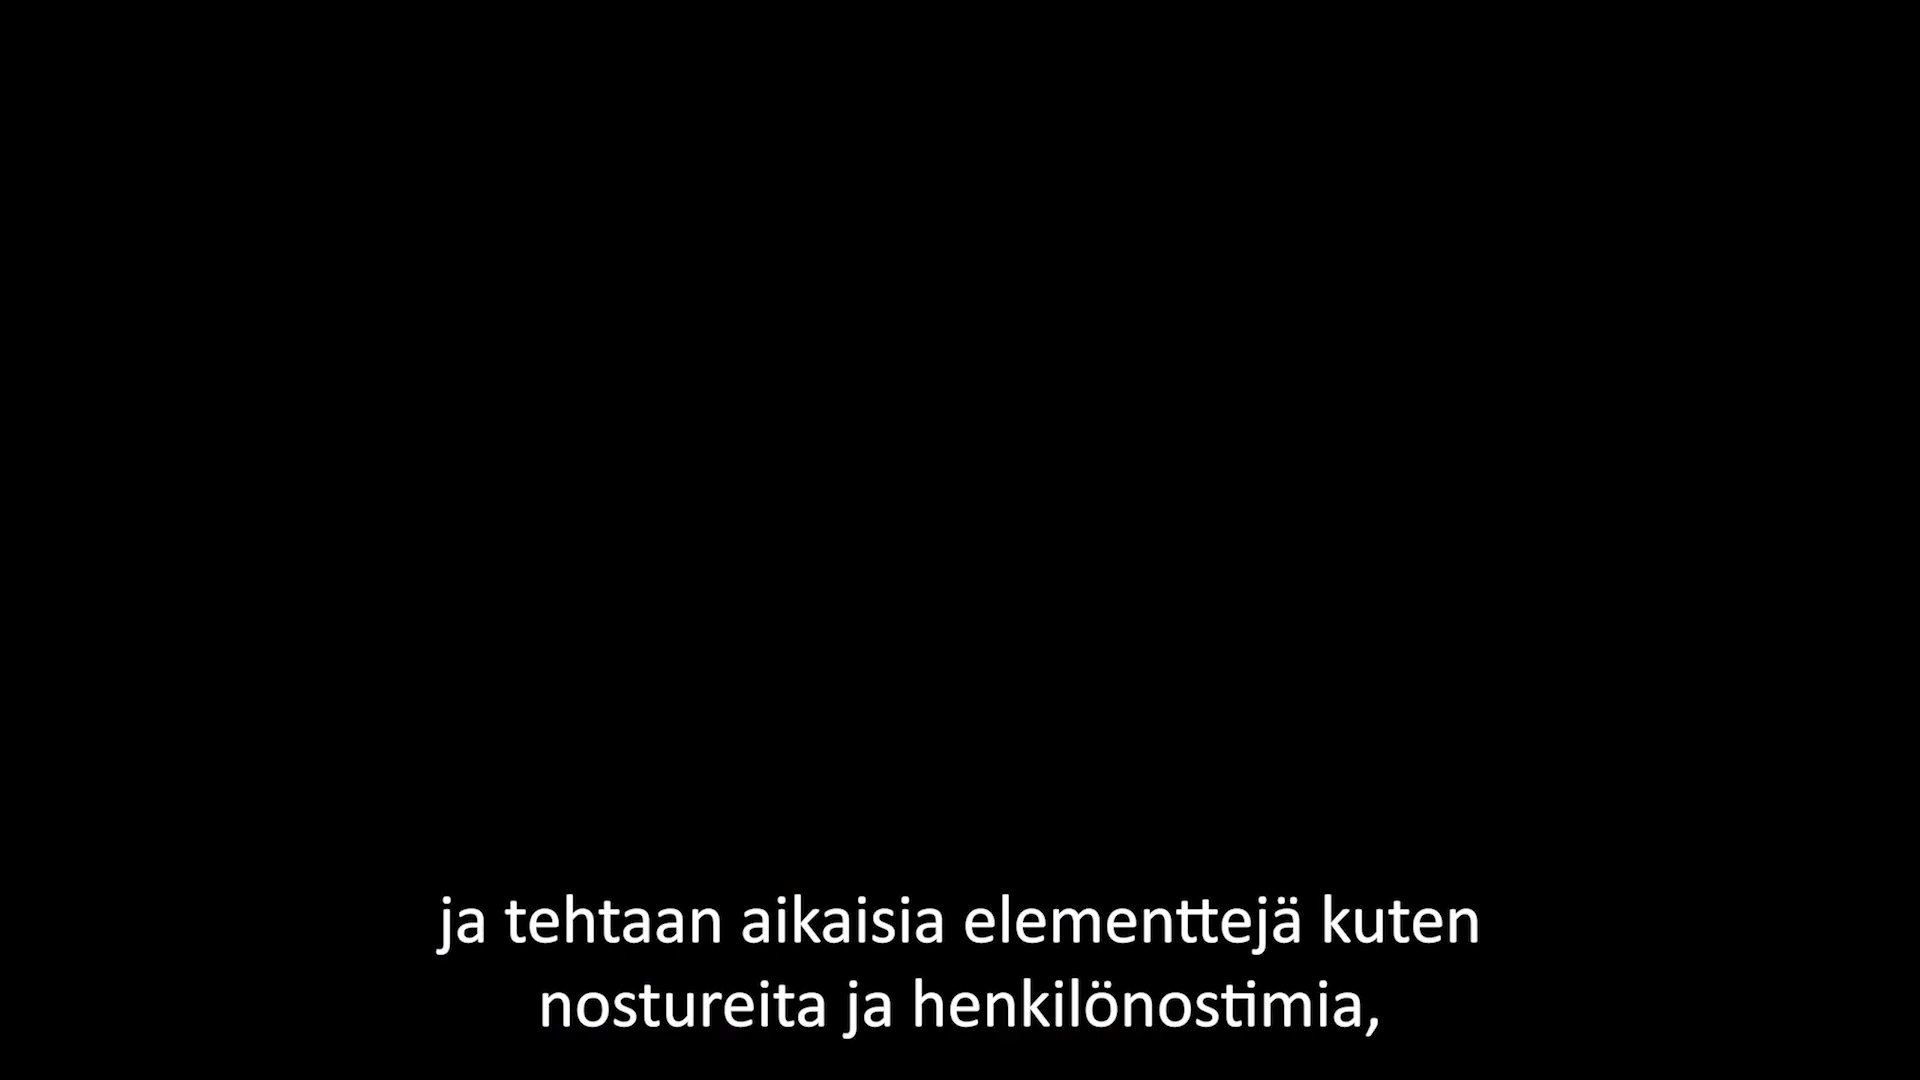 ja tehtaan aikaisia elementtejä kuten
nostureita ja henkilönostimia,